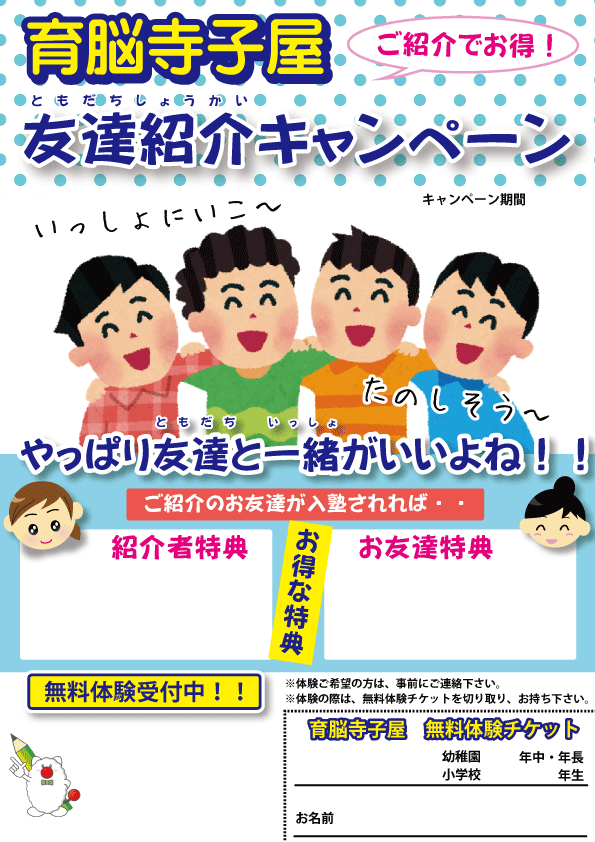 育脳寺子屋
ご紹介でお得！
ともだちしょうかい
友達紹介キャンペーン
キャンペーン期間
いっしょにいこ～
たのしそう～
ともだち いっしょ
やっぱり友達と一緒がいいよね！！
ご紹介のお友達が入塾されれば・・
紹介者特典
お得な特典
お友達特典
無料体験受付中！！
※体験ご希望の方は、事前にご連絡下さい。
※体験の際は、無料体験チケットを切り取り、お持ち下さい。
育脳寺子屋 無料体験チケット
幼稚園 年中・年長
小学校 年生
お名前